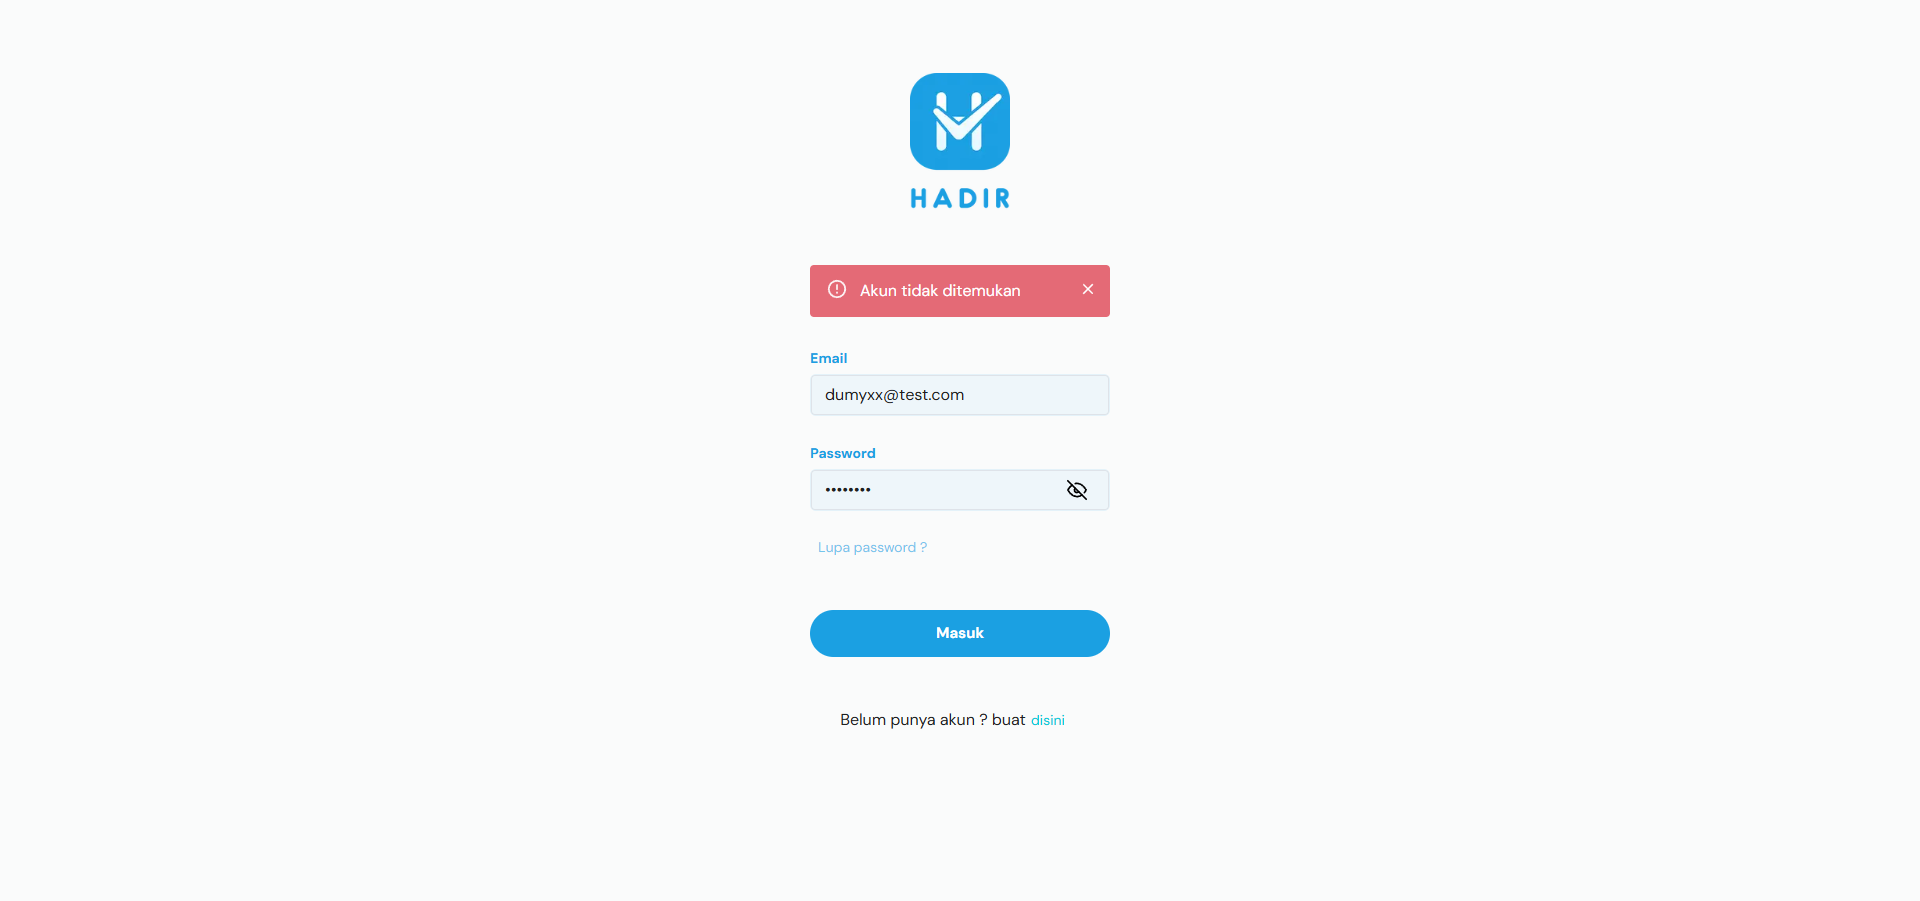 HADIR
Akun tidak ditemukan
Email
dumyxx@test.com
Password
••••••••
Lupa password ?
Masuk
Belum punya akun ? buat disini